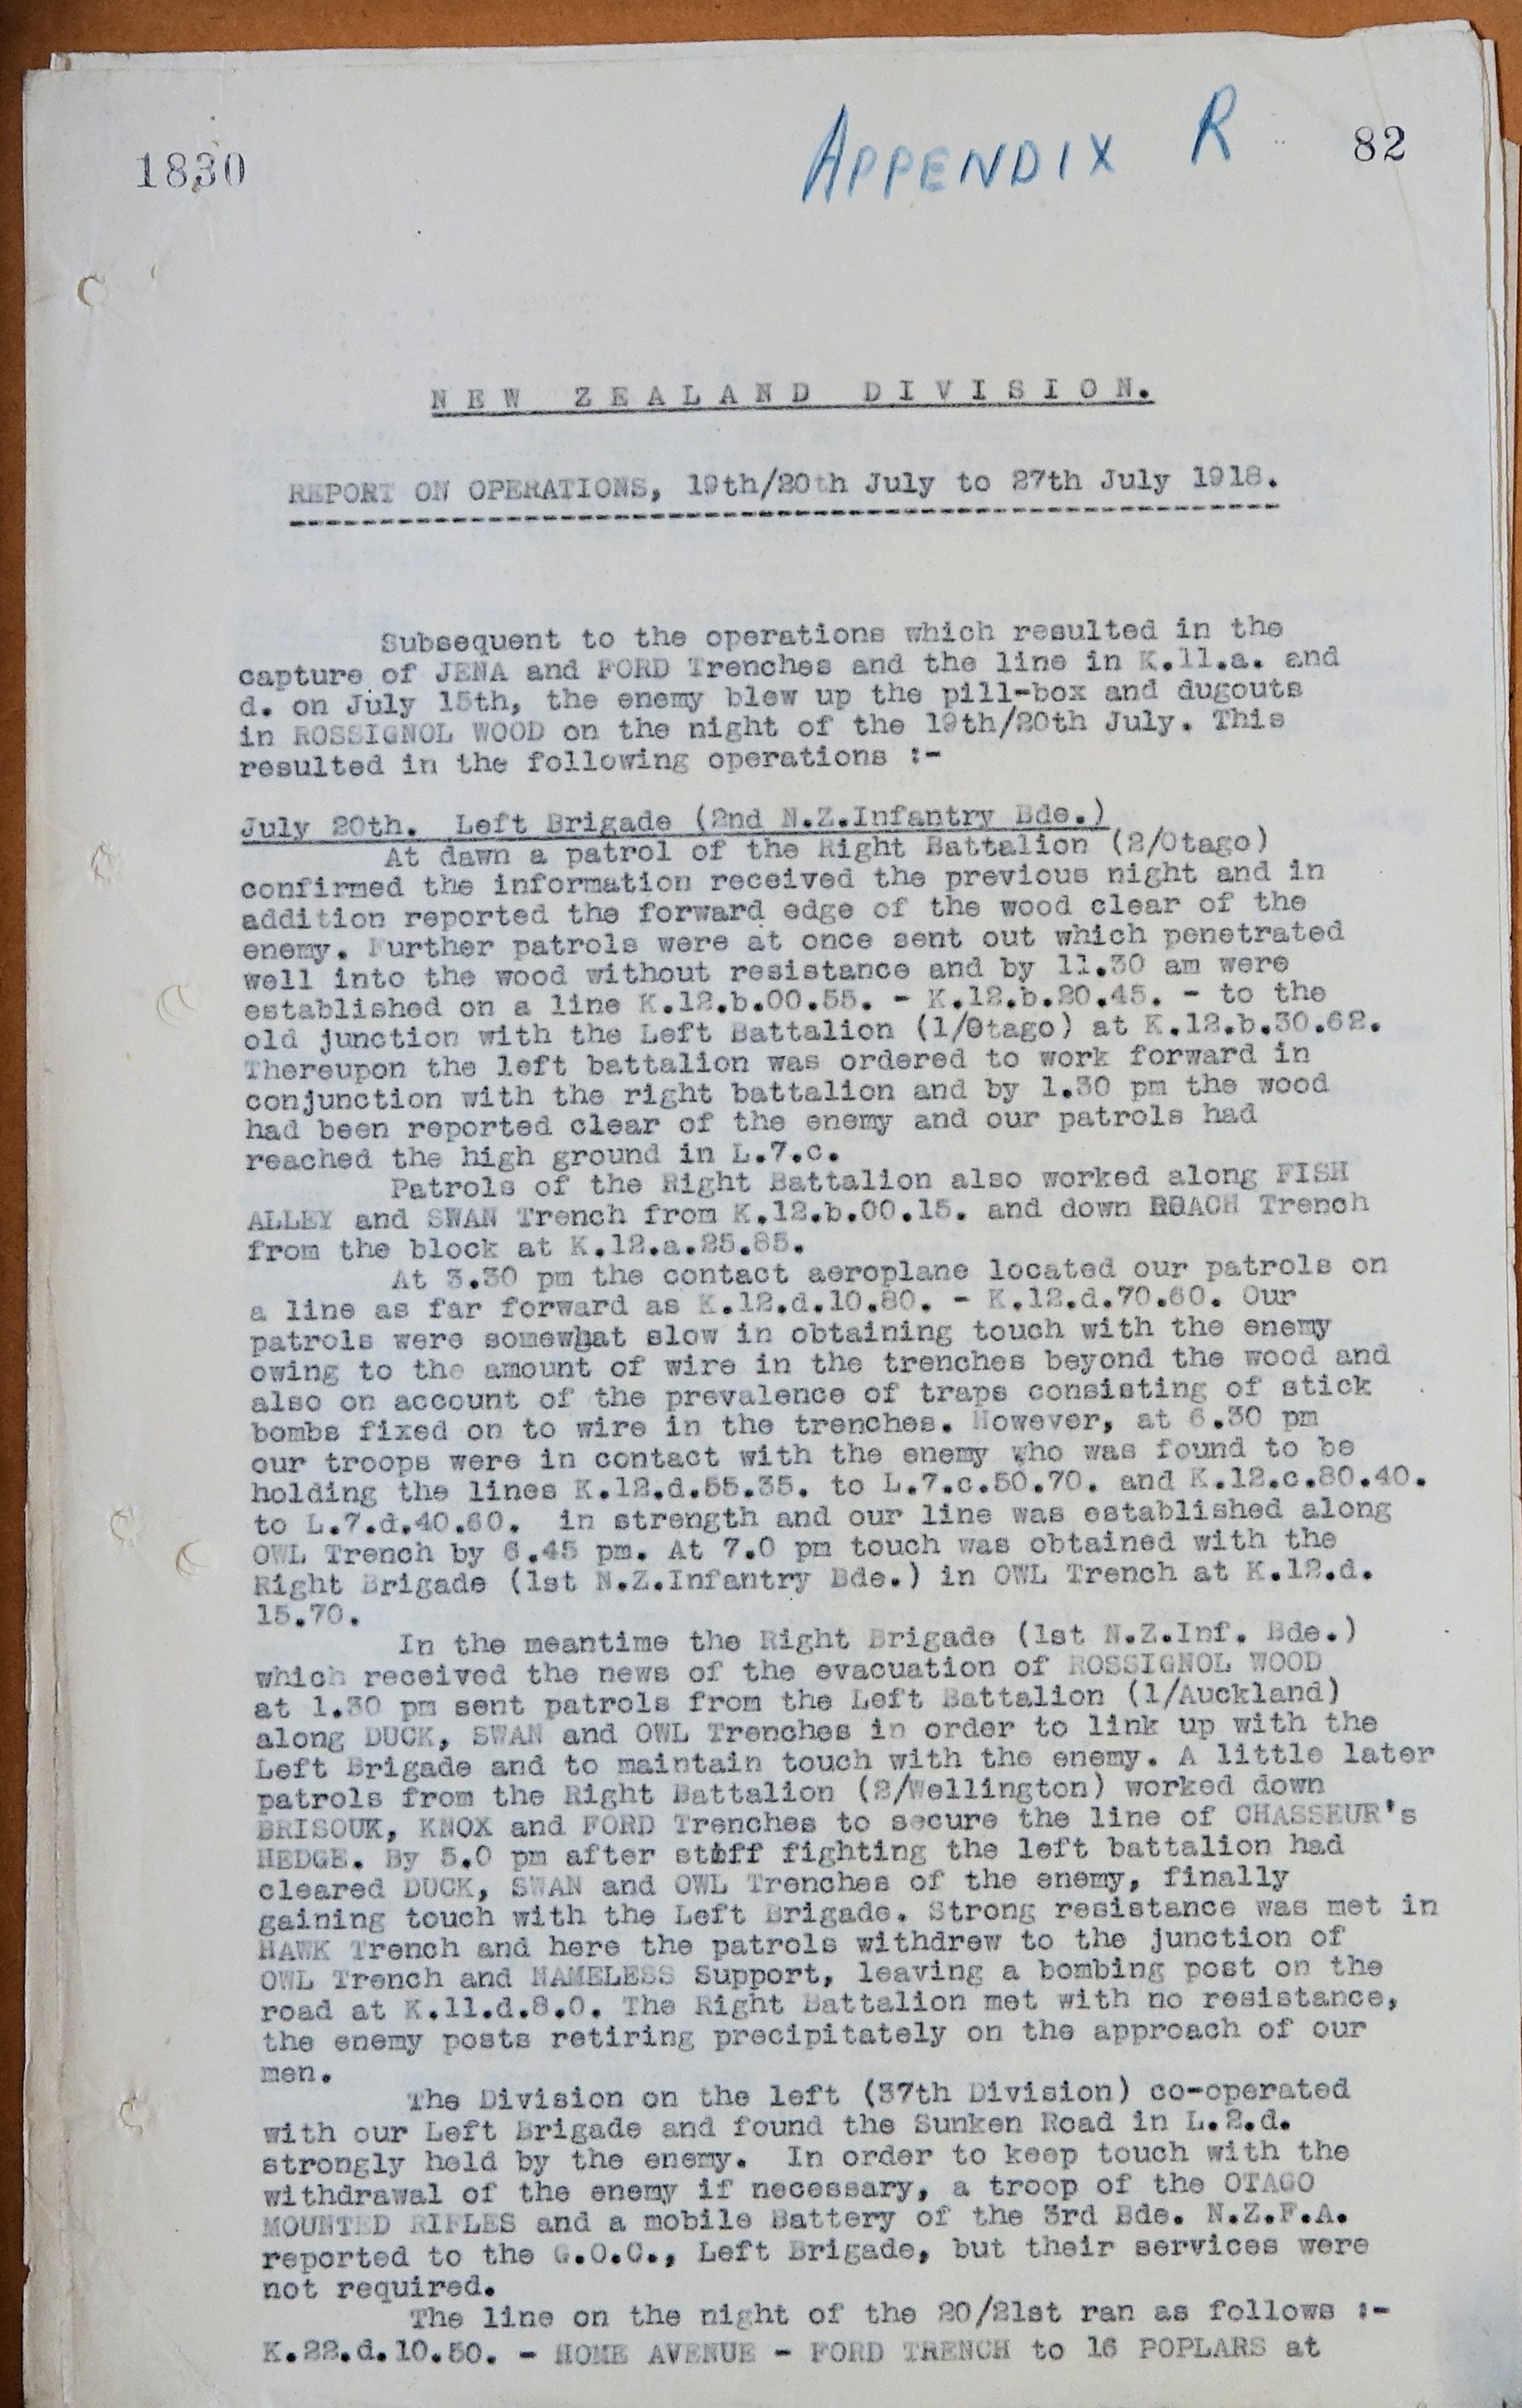 1830
APPENDIX R
82
NEW ZEALAND DIVISION.
REPORT ON OPERATIONS, 19th/20th July to 27th July 1918.
Subsequent to the operations which resulted in the
capture of JENA and FORD Trenches and the line in K.11.a. and
d. on July 15th, the enemy blew up the pill-box and dugouts
in ROSSIGNOL WOOD on the night of the 19th/20th July. This
resulted in the following operations :-
July 20th. Left Brigade (2nd N.Z.Infantry Bde.)
At dawn a patrol of the Right Battalion (2/Otago)
confirmed the information received the previous night and in
addition reported the forward edge of the wood clear of the
enemy. Further patrols were at once sent out which penetrated
well into the wood without resistance and by 11.30 am were
established on a line K.12.b.00.55. - K.12.b.20.45. - to the
old junction with the Left Battalion (1/Otago) at K.12.b.30.62.
Thereupon the left battalion was ordered to work forward in
conjunction with the right battalion and by 1.30 pm the wood
had been reported clear of the enemy and our patrols had
reached the high ground in L.7.c.
Patrols of the Right Battalion also worked along FISH
ALLEY and SWAN Trench from K.12.b.00.15. and down ROACH Trench
from the block at K.12.a.25.85.
At 3.30 pm the contact aeroplane located our patrols on
a line as far forward as K.12.d.10.80. - K.12.d.70.60. Our
patrols were somewhat slow in obtaining touch with the enemy
owing to the amount of wire in the trenches beyond the wood and
also on account of the prevalence of traps consisting of stick
bombs fixed on to wire in the trenches. However, at 6.30 pm
our troops were in contact with the enemy who was found to be
holding the lines K.12.d.55.35. to L.7.c.50.70. and K.12.c.80.40.
to L.7.d.40.60. in strength and our line was established along
OWL Trench by 6.45 pm. At 7.0 pm touch was obtained with the
Right Brigade (1st N.Z.Infantry Bde.) in OWL Trench at K.12.d.
15.70.
In the meantime the Right Brigade (1st N.Z.Inf. Bde.)
which received the news of the evacuation of ROSSIGNOL WOOD
at 1.30 pm sent patrols from the Left Battalion (1/Auckland)
along DUCK, SWAN and OWL Trenches in order to link up with the
Left Brigade and to maintain touch with the enemy. A little later
patrols from the Right Battalion (2/Wellington) worked down
BRISOUK, KNOX and FORD Trenches to secure the line of CHASSEUR's
HEDGE. By 5.0 pm after stiff fighting the left battalion had
cleared DUCK, SWAN and OWL Trenches of the enemy, finally
gaining touch with the Left Brigade. Strong resistance was met in
HAWK Trench and here the patrols withdrew to the junction of
OWL Trench and NAMELESS Support, leaving a bombing post on the
road at K.11.d.8.0. The Right Battalion met with no resistance,
the enemy posts retiring precipitately on the approach of our
men.
The Division on the left (37th Division) co-operated
with our Left Brigade and found the Sunken Road in L.2.d.
strongly held by the enemy. In order to keep touch with the
withdrawal of the enemy if necessary, a troop of the OTAGO
MOUNTED RIFLES and a mobile Battery of the 3rd Bde. N.Z.F.A.
reported to the G.O.C., Left Brigade, but their services were
not required.
The line on the night of the 20/21st ran as follows :-
K.22.d.10.50. - HOME AVENUE - FORD TRENCH to 16 POPLARS at